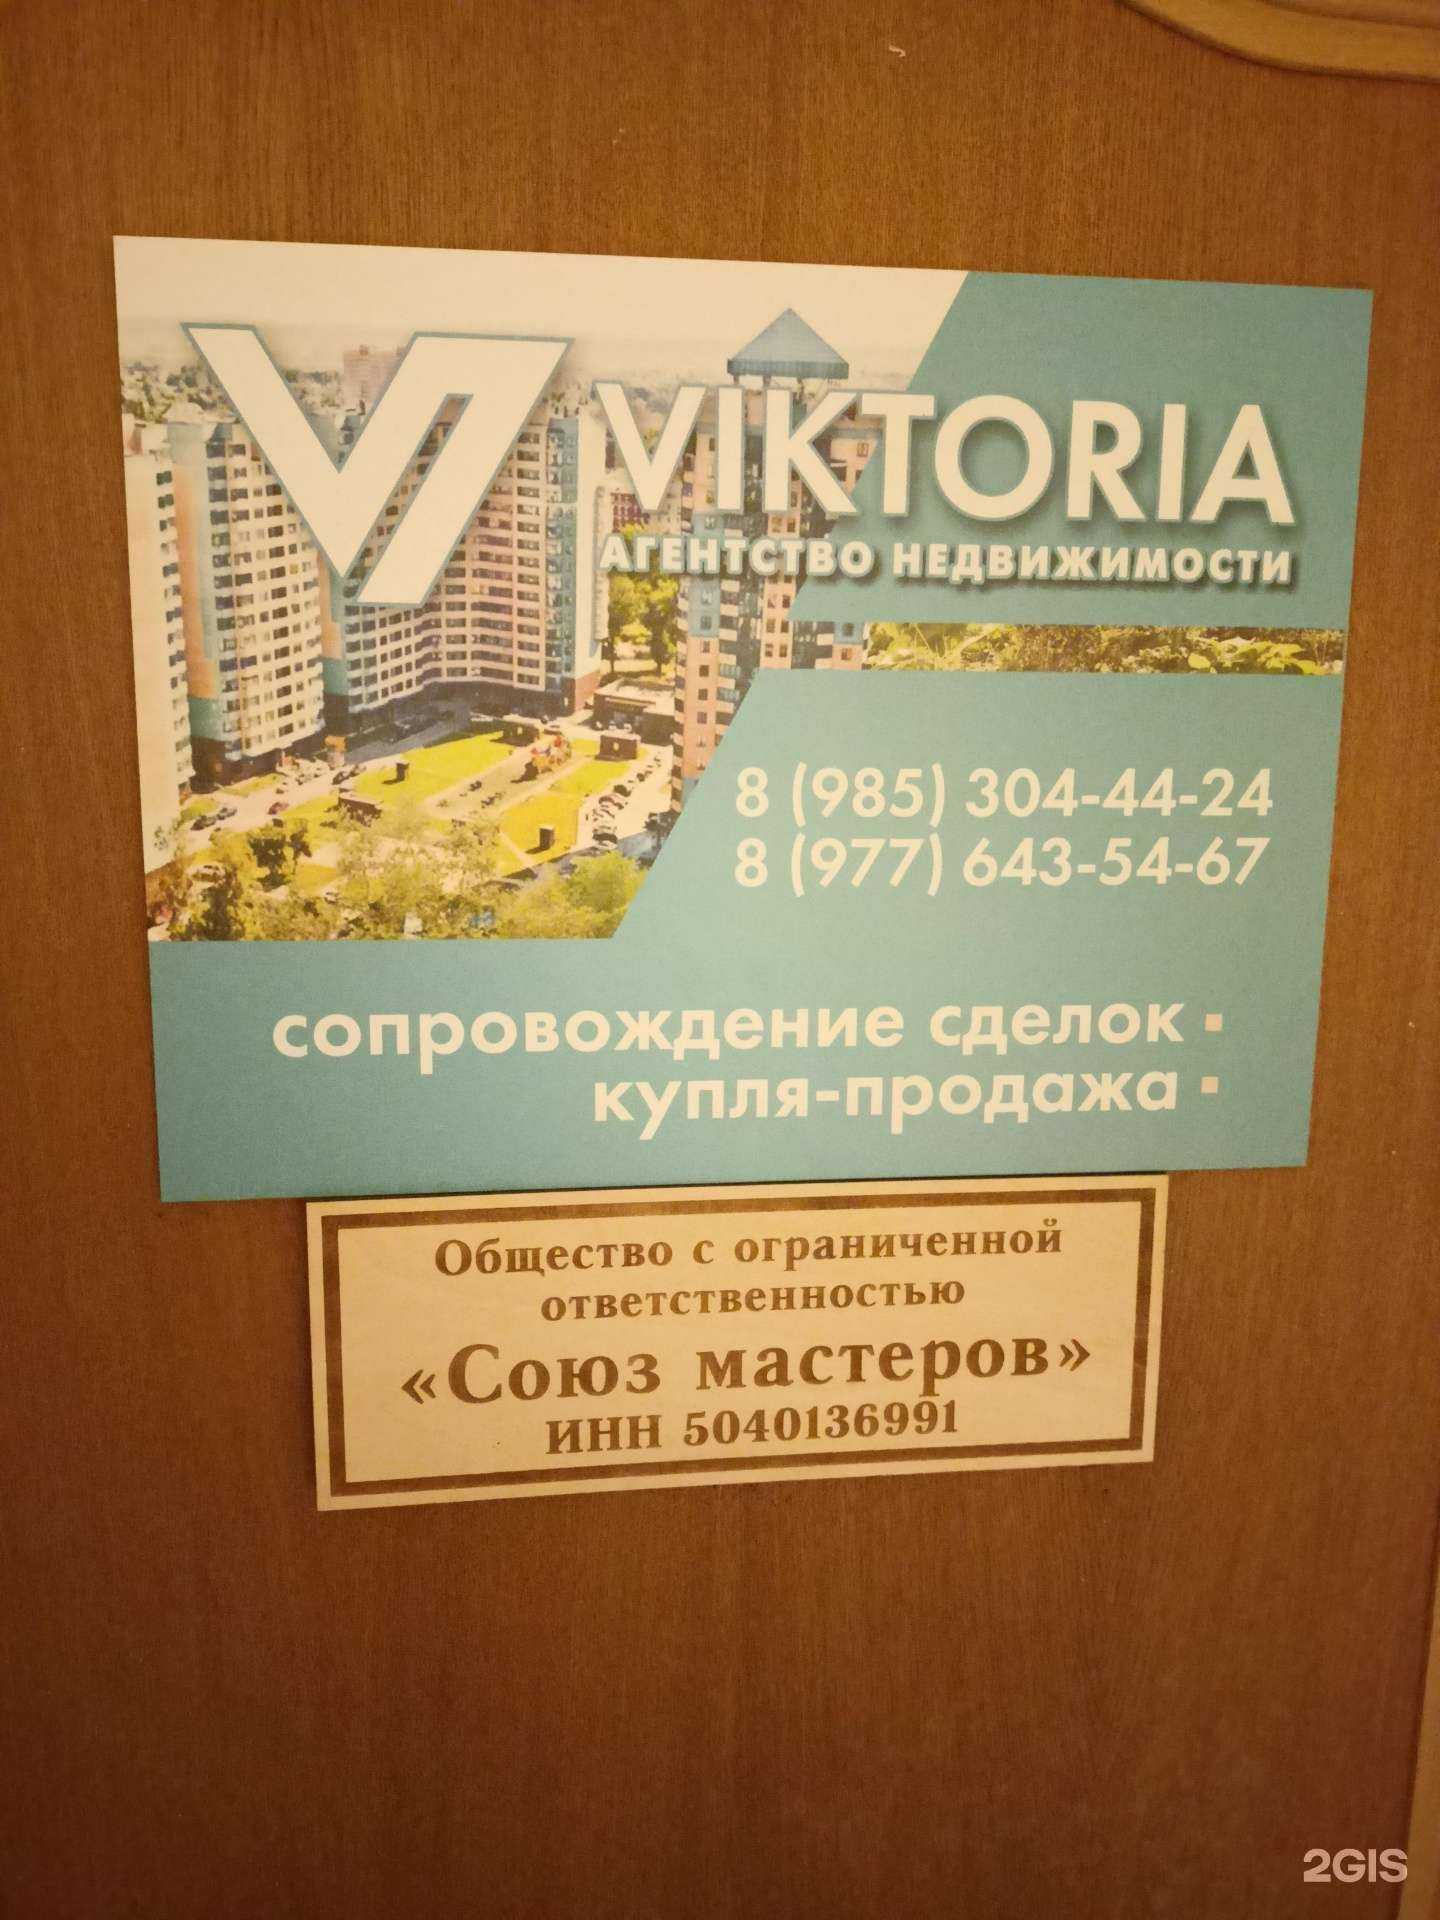 VIKTORIA
АГЕНТСТВО НЕДВИЖИМОСТИ
8 (985) 304-44-24
8 (977) 643-54-67
сопровождение сделок
купля-продажа
Общество с ограниченной
ответственностью
«Союз мастеров»
ИНН 5040136991
2GIS